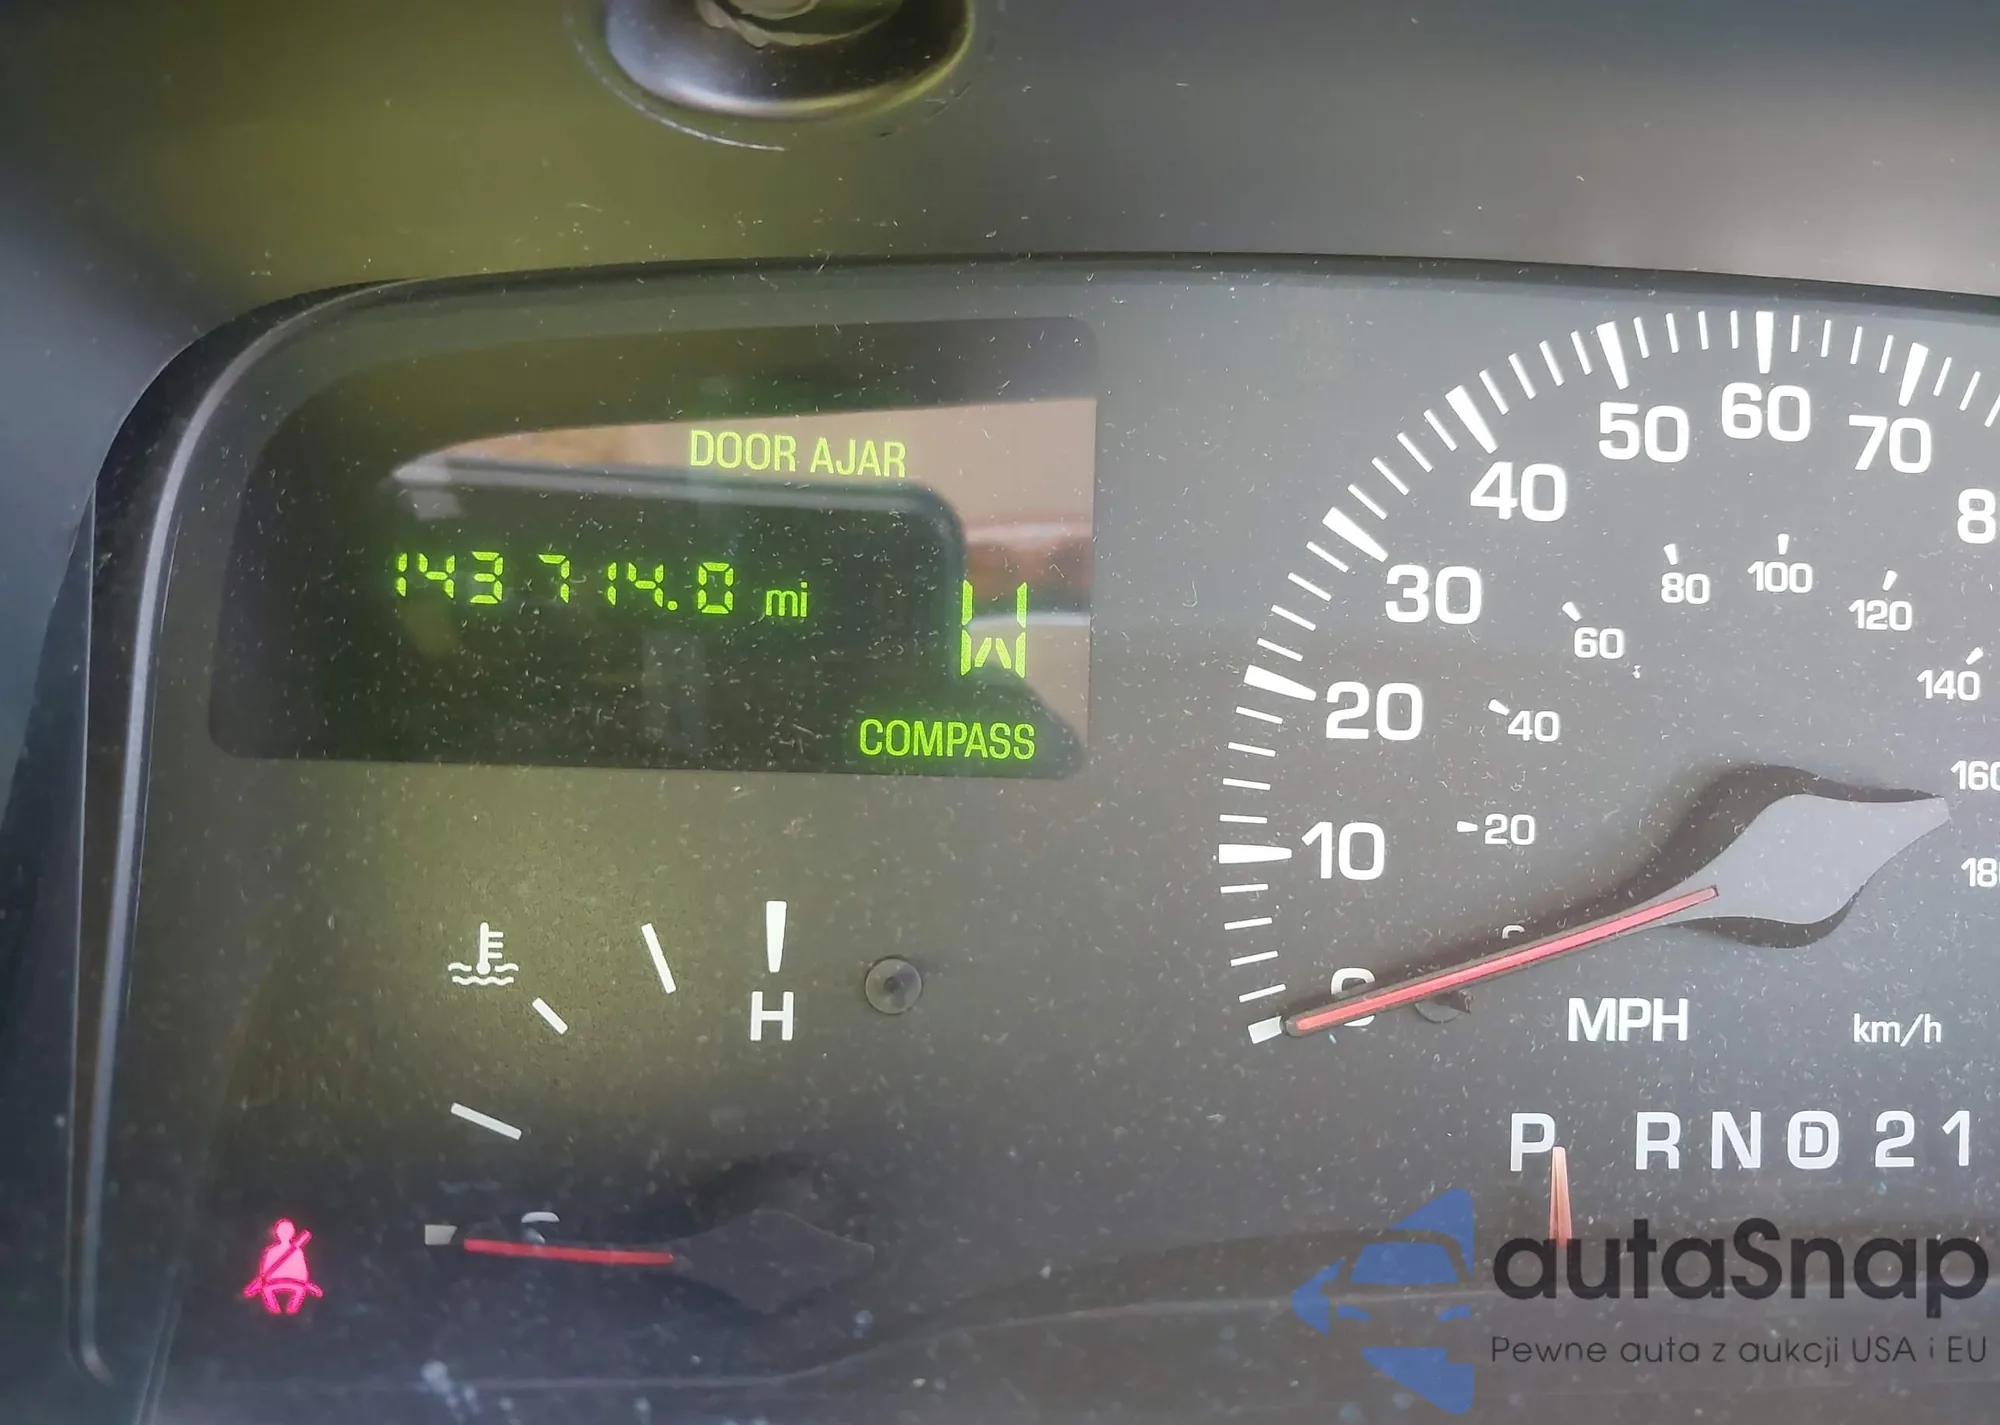 DOOR AJAR
143714.0 mi
W
COMPASS
H
C
0
10
20
30
40
50
60
70
20
40
60
80
100
120
140
MPH
km/h
P R N D 2 1
autaSnap
Pewne auta z aukcji USA i EU